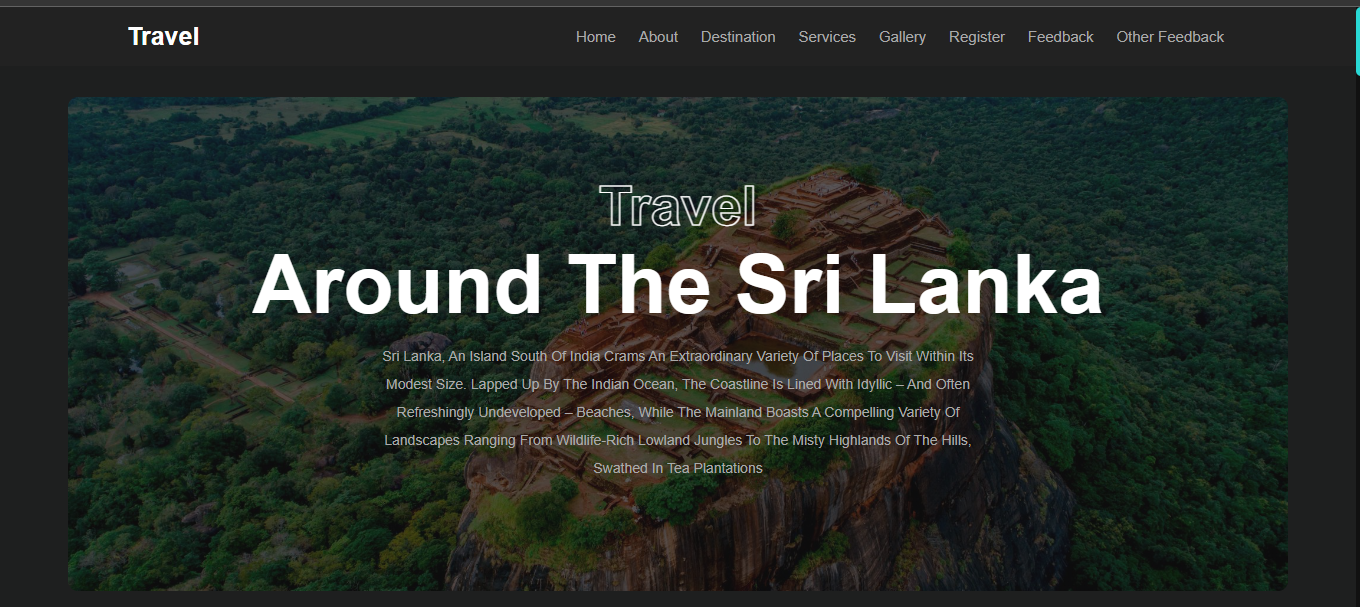 Travel
Home About Destination Services Gallery Register Feedback Other Feedback
Travel
Around The Sri Lanka
Sri Lanka, An Island South Of India Crams An Extraordinary Variety Of Places To Visit Within Its
Modest Size. Lapped Up By The Indian Ocean, The Coastline Is Lined With Idyllic – And Often
Refreshingly Undeveloped – Beaches, While The Mainland Boasts A Compelling Variety Of
Landscapes Ranging From Wildlife-Rich Lowland Jungles To The Misty Highlands Of The Hills,
Swathed In Tea Plantations